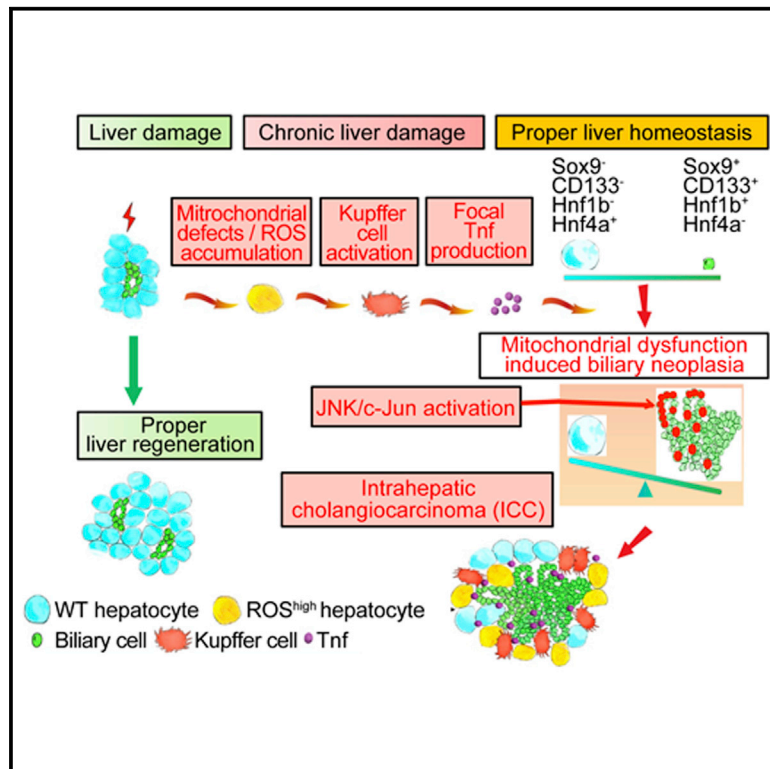 Liver damage
Chronic liver damage
Proper liver homeostasis
Sox9⁻
CD133⁻
Hnf1b⁻
Hnf4a⁺
Sox9⁺
CD133⁺
Hnf1b⁺
Hnf4a⁻
Mitrochondrial
defects / ROS
accumulation
Kupffer
cell
activation
Focal
Tnf
production
Mitochondrial dysfunction
induced biliary neoplasia
JNK/c-Jun activation
Proper
liver regeneration
Intrahepatic
cholangiocarcinoma (ICC)
WT hepatocyte
ROSʰⁱᵍʰ hepatocyte
Biliary cell
Kupffer cell
Tnf